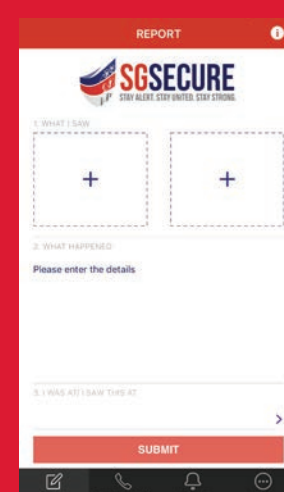 REPORT
SGSECURE
STAY ALERT. STAY UNITED. STAY STRONG.
1. WHAT I SAW
2. WHAT HAPPENED
Please enter the details
3. I WAS AT/ I SAW THIS AT
SUBMIT